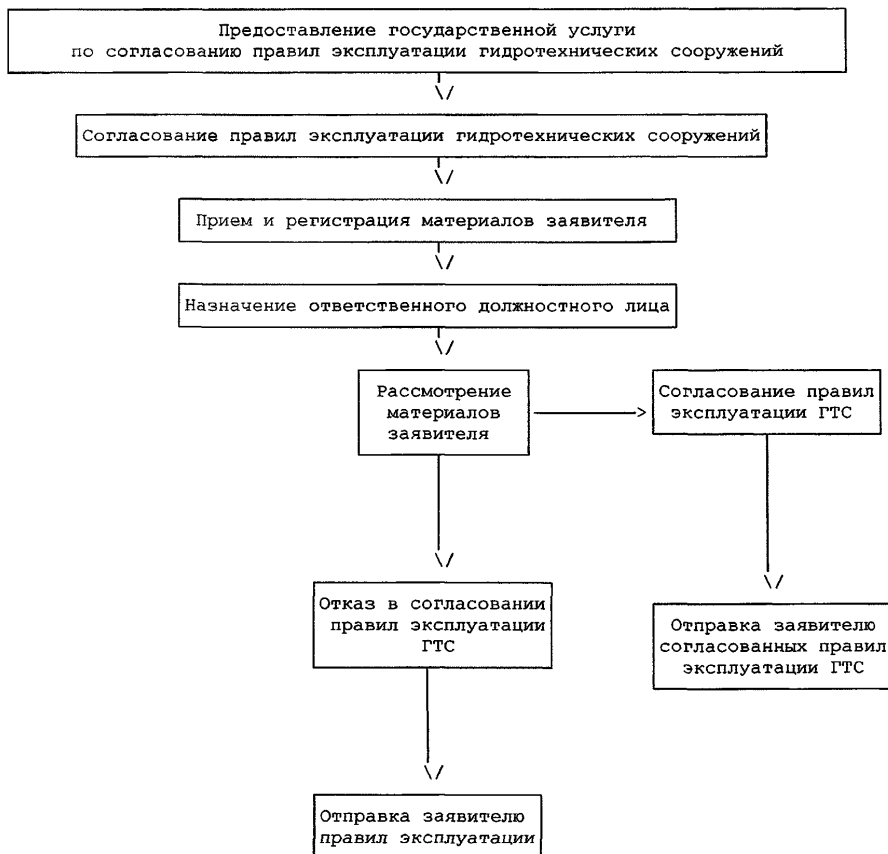 Предоставление государственной услуги
по согласованию правил эксплуатации гидротехнических сооружений
Согласование правил эксплуатации гидротехнических сооружений
Прием и регистрация материалов заявителя
Назначение ответственного должностного лица
Рассмотрение
материалов
заявителя
Согласование правил
эксплуатации ГТС
Отказ в согласовании
правил эксплуатации
ГТС
Отправка заявителю
согласованных правил
эксплуатации ГТС
Отправка заявителю
правил эксплуатации